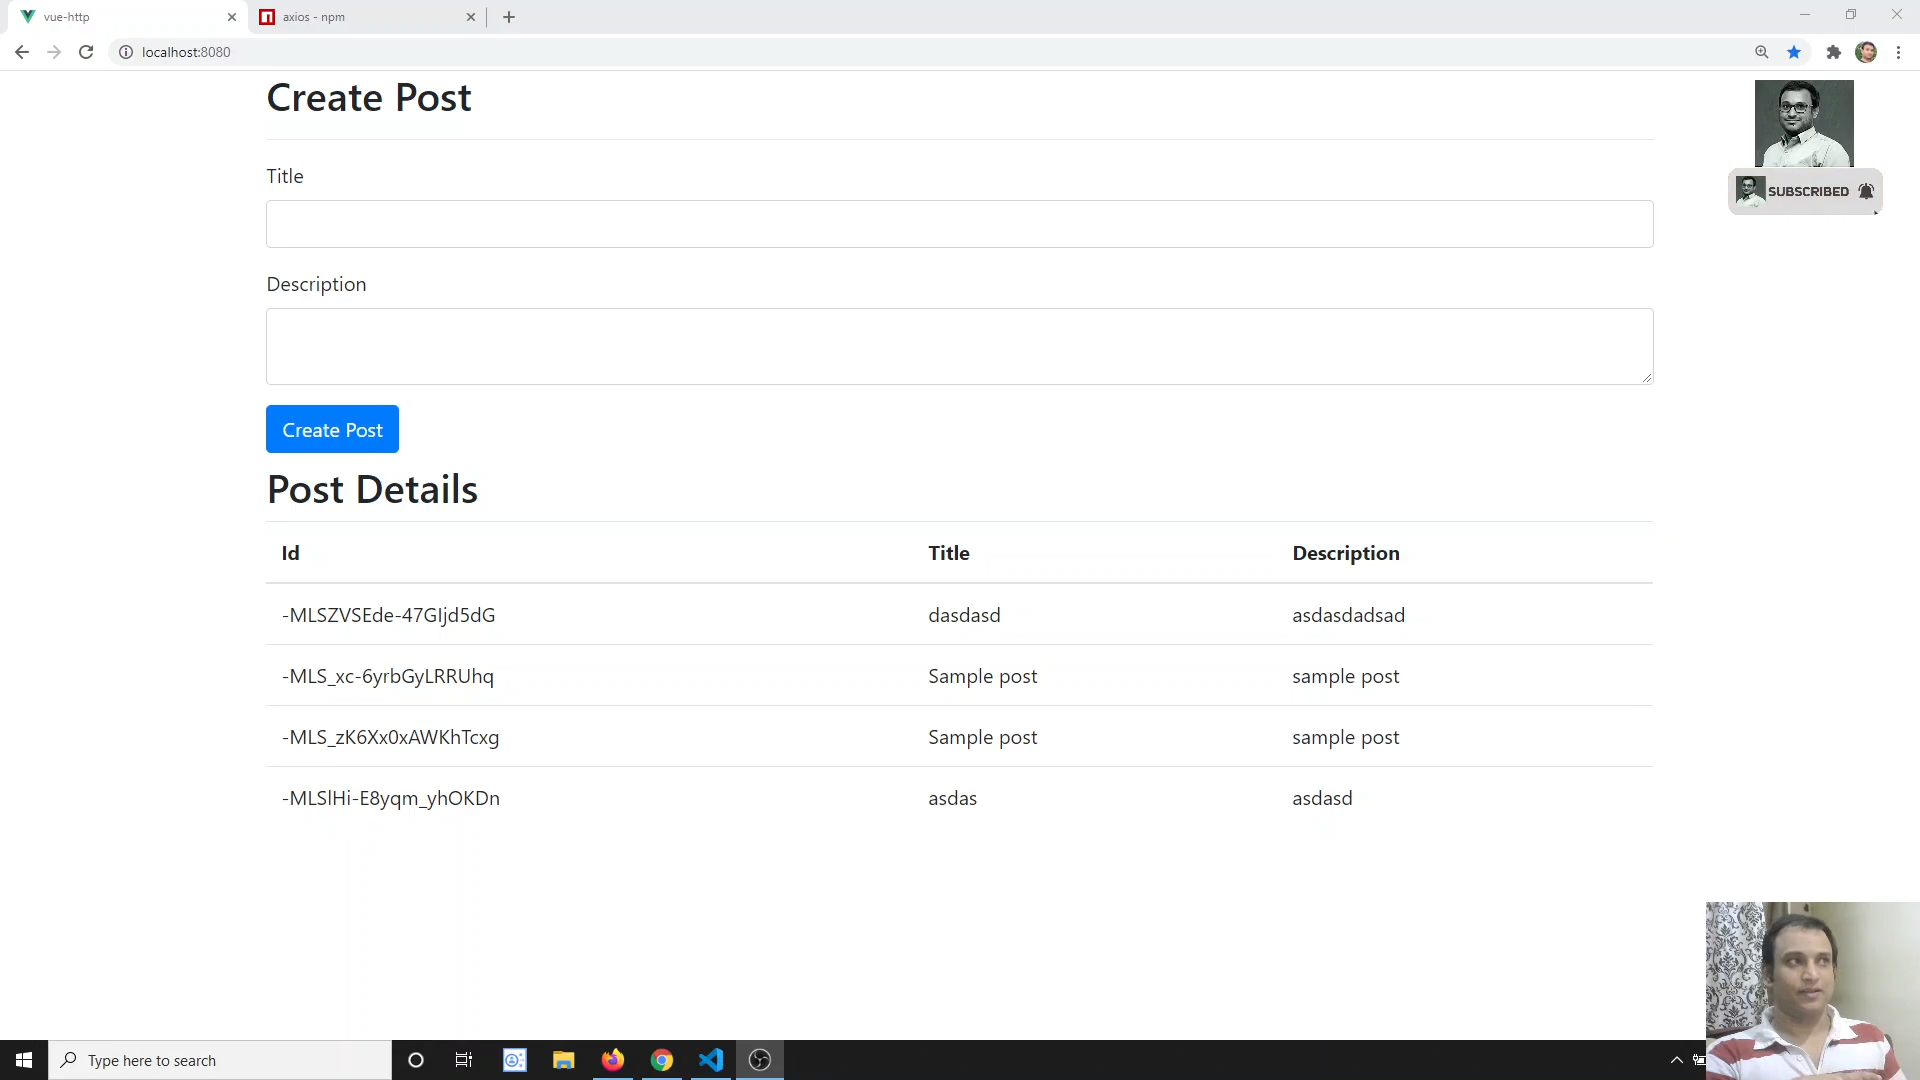 vue-http
axios - npm
localhost:8080
Create Post
SUBSCRIBED
Title
Description
Create Post
Post Details
Id Title Description
-MLSZVSEde-47GIjd5dG dasdasd asdasdadsad
-MLS_xc-6yrbGyLRRUhq Sample post sample post
-MLS_zK6Xx0xAWKhTcxg Sample post sample post
-MLSlHi-E8yqm_yhOKDn asdas asdasd
Type here to search